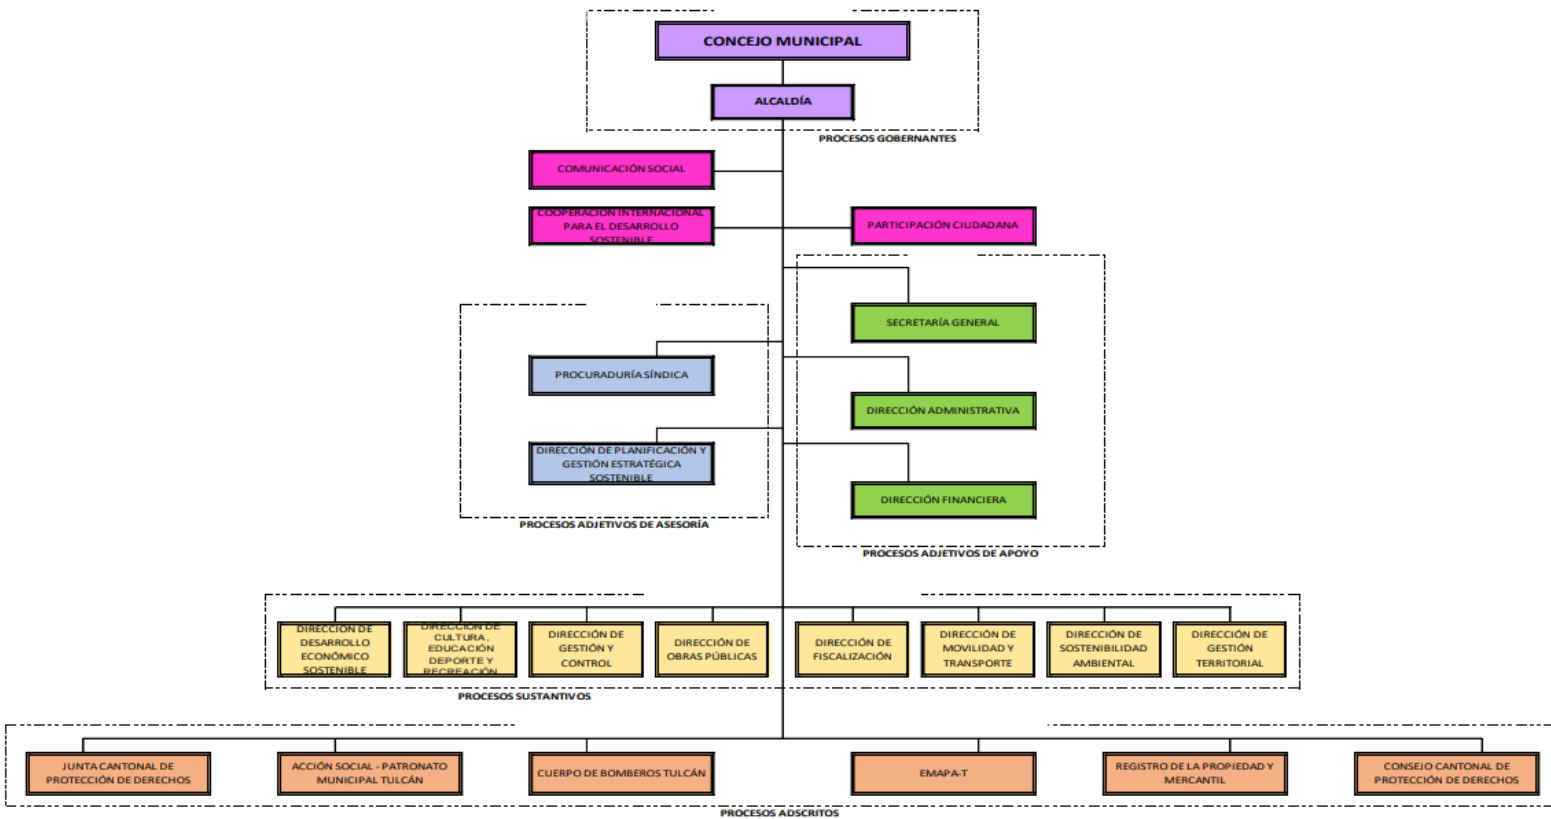 CONCEJO MUNICIPAL
ALCALDÍA
PROCESOS GOBERNANTES
COMUNICACIÓN SOCIAL
COOPERACIÓN INTERNACIONAL
PARA EL DESARROLLO
SOSTENIBLE
PARTICIPACIÓN CIUDADANA
SECRETARÍA GENERAL
PROCURADURÍA SÍNDICA
DIRECCIÓN ADMINISTRATIVA
DIRECCIÓN DE PLANIFICACIÓN Y
GESTIÓN ESTRATÉGICA
SOSTENIBLE
DIRECCIÓN FINANCIERA
PROCESOS ADJETIVOS DE ASESORÍA
PROCESOS ADJETIVOS DE APOYO
DIRECCIÓN DE
DESARROLLO
ECONÓMICO
SOSTENIBLE
DIRECCIÓN DE
CULTURA,
EDUCACIÓN
DEPORTE Y
RECREACIÓN
DIRECCIÓN DE
GESTIÓN Y
CONTROL
DIRECCIÓN DE
OBRAS PÚBLICAS
DIRECCIÓN DE
FISCALIZACIÓN
DIRECCIÓN DE
MOVILIDAD Y
TRANSPORTE
DIRECCIÓN DE
SOSTENIBILIDAD
AMBIENTAL
DIRECCIÓN DE
GESTIÓN
TERRITORIAL
PROCESOS SUSTANTIVOS
JUNTA CANTONAL DE
PROTECCIÓN DE DERECHOS
ACCIÓN SOCIAL - PATRONATO
MUNICIPAL TULCÁN
CUERPO DE BOMBEROS TULCÁN
EMAPA-T
REGISTRO DE LA PROPIEDAD Y
MERCANTIL
CONSEJO CANTONAL DE
PROTECCIÓN DE DERECHOS
PROCESOS ADSCRITOS